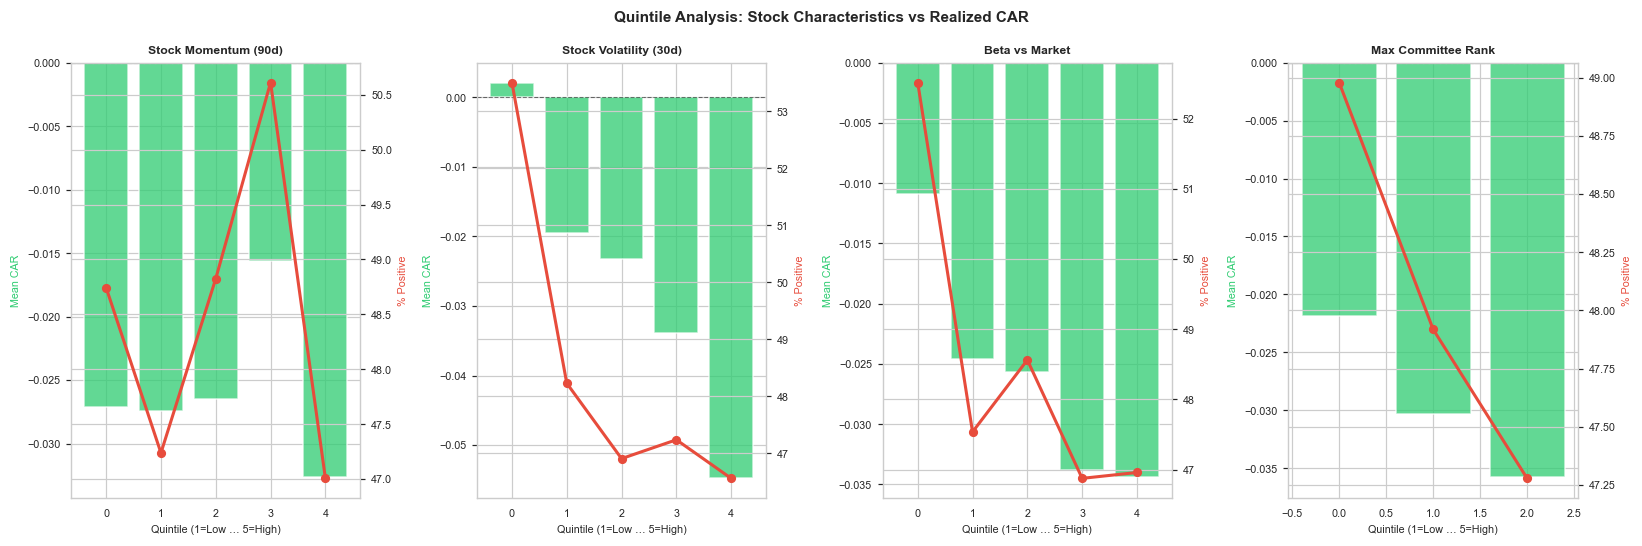 Quintile Analysis: Stock Characteristics vs Realized CAR
Stock Momentum (90d)
0.000
−0.005
−0.010
−0.015
−0.020
−0.025
−0.030
Mean CAR
50.5
50.0
49.5
49.0
48.5
48.0
47.5
47.0
% Positive
0 1 2 3 4
Quintile (1=Low ... 5=High)
Stock Volatility (30d)
0.00
−0.01
−0.02
−0.03
−0.04
−0.05
Mean CAR
53
52
51
50
49
48
47
% Positive
0 1 2 3 4
Quintile (1=Low ... 5=High)
Beta vs Market
0.000
−0.005
−0.010
−0.015
−0.020
−0.025
−0.030
−0.035
Mean CAR
52
51
50
49
48
47
% Positive
0 1 2 3 4
Quintile (1=Low ... 5=High)
Max Committee Rank
0.000
−0.005
−0.010
−0.015
−0.020
−0.025
−0.030
−0.035
Mean CAR
49.00
48.75
48.50
48.25
48.00
47.75
47.50
47.25
% Positive
−0.5 0.0 0.5 1.0 1.5 2.0 2.5
Quintile (1=Low ... 5=High)